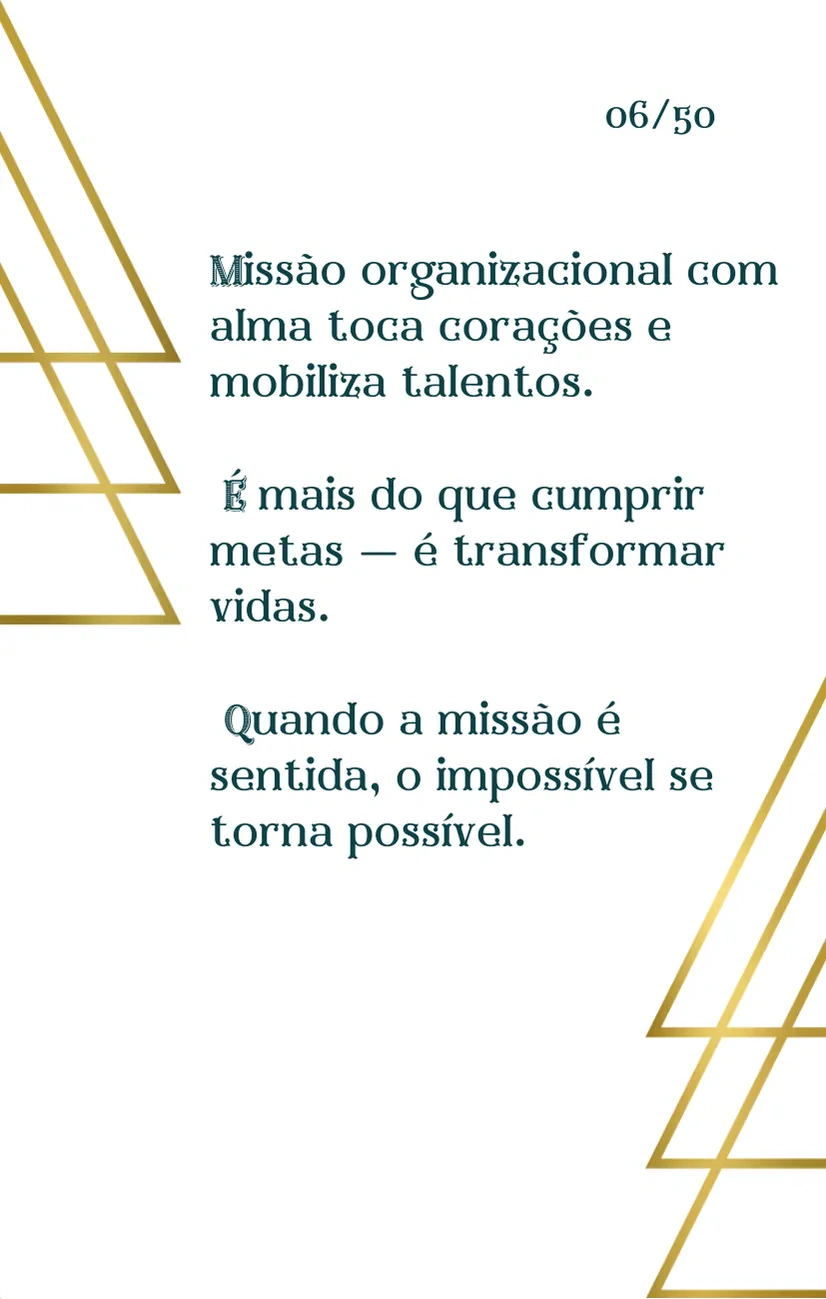 06/50
Missão organizacional com
alma toca corações e
mobiliza talentos.
É mais do que cumprir
metas — é transformar
vidas.
Quando a missão é
sentida, o impossível se
torna possível.